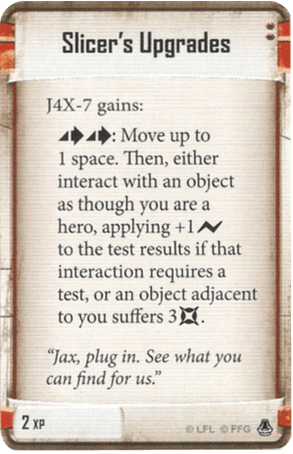 Slicer's Upgrades
J4X-7 gains:
: Move up to
1 space. Then, either
interact with an object
as though you are a
hero, applying +1
to the test results if that
interaction requires a
test, or an object adjacent
to you suffers 3.
"Jax, plug in. See what you
can find for us."
2 XP
© LFL © FFG